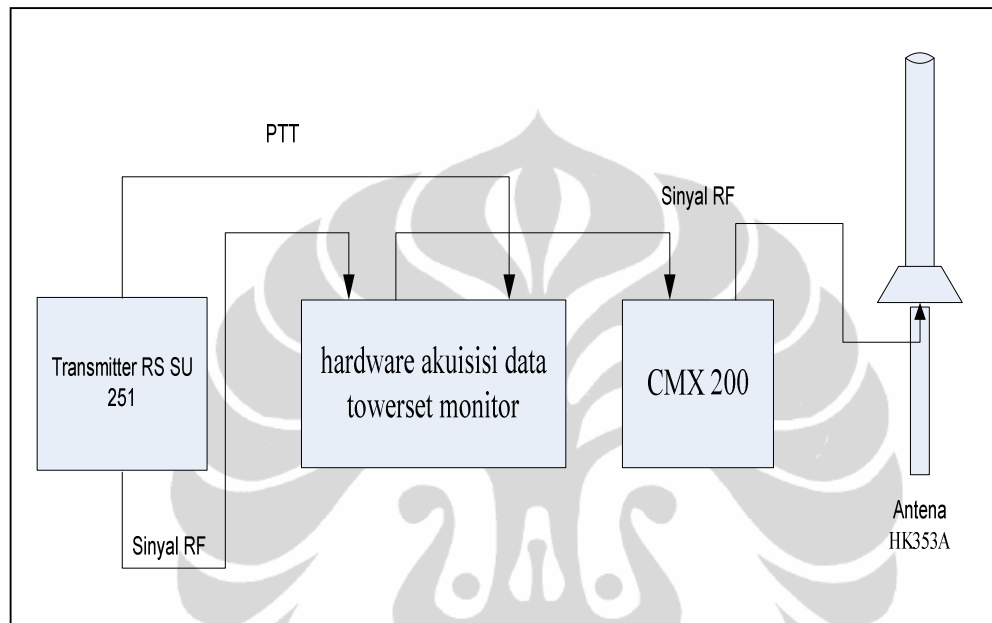 PTT
Sinyal RF
Transmitter RS SU
251
hardware akuisisi data
towerset monitor
CMX 200
Sinyal RF
Antena
HK353A